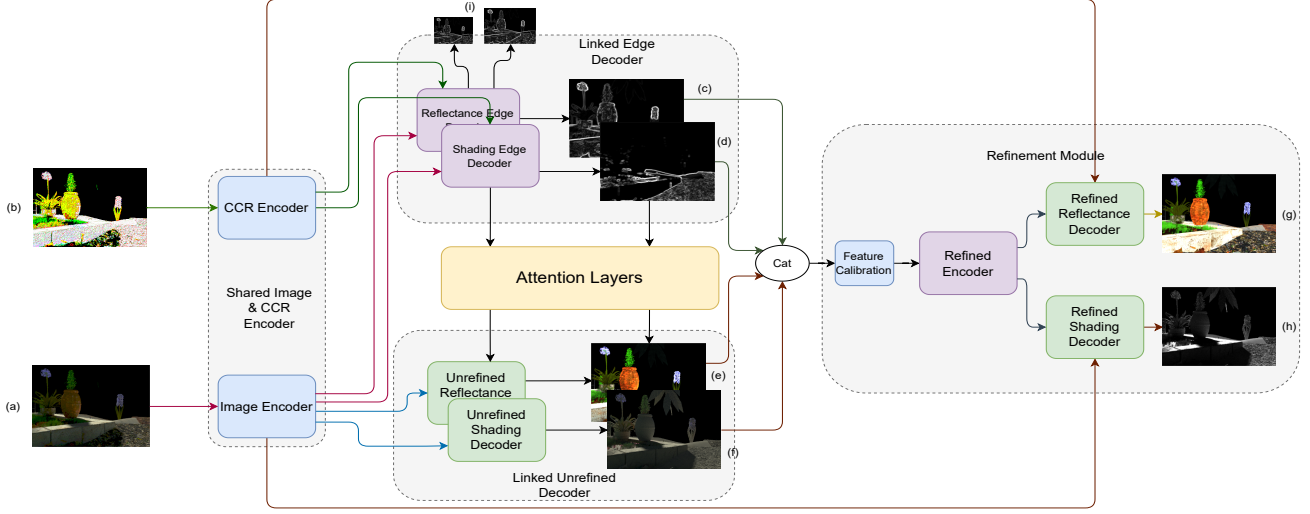 (i)
Linked Edge
Decoder
Reflectance Edge
Shading Edge
Decoder
(c)
(d)
Refinement Module
(b)
CCR Encoder
Shared Image
& CCR
Encoder
Attention Layers
Cat
Feature
Calibration
Refined
Encoder
Refined
Reflectance
Decoder
(g)
Refined
Shading
Decoder
(h)
(a)
Image Encoder
Unrefined
Reflectance
Unrefined
Shading
Decoder
(e)
(f)
Linked Unrefined
Decoder